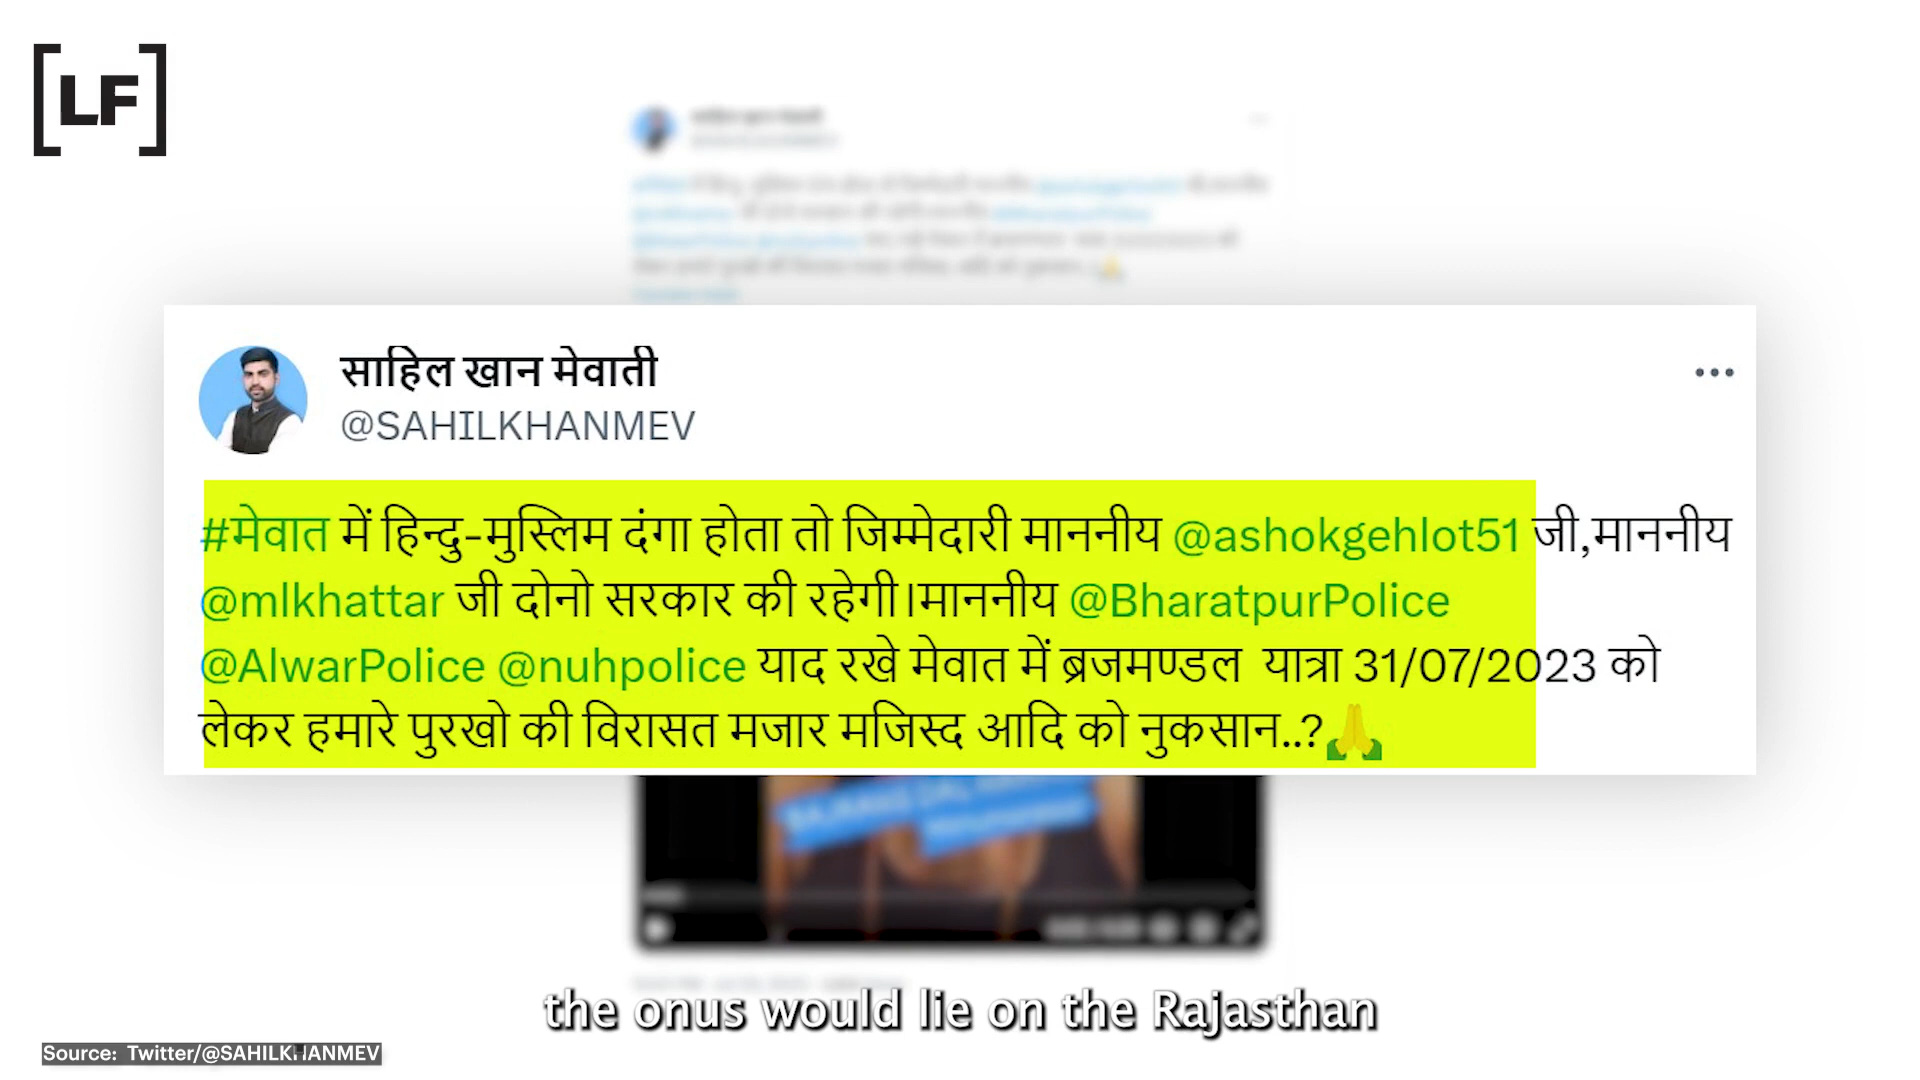 LF
साहिल खान मेवाती
@SAHILKHANMEV
#मेवात में हिन्दु-मुस्लिम दंगा होता तो जिम्मेदारी माननीय @ashokgehlot51 जी,माननीय
@mlkhattar जी दोनो सरकार की रहेगी।माननीय @BharatpurPolice
@AlwarPolice @nuhpolice याद रखे मेवात में ब्रजमण्डल यात्रा 31/07/2023 को
लेकर हमारे पुरखो की विरासत मजार मजिस्द आदि को नुकसान..?🙏
the onus would lie on the Rajasthan
Source: Twitter/@SAHILKHANMEV